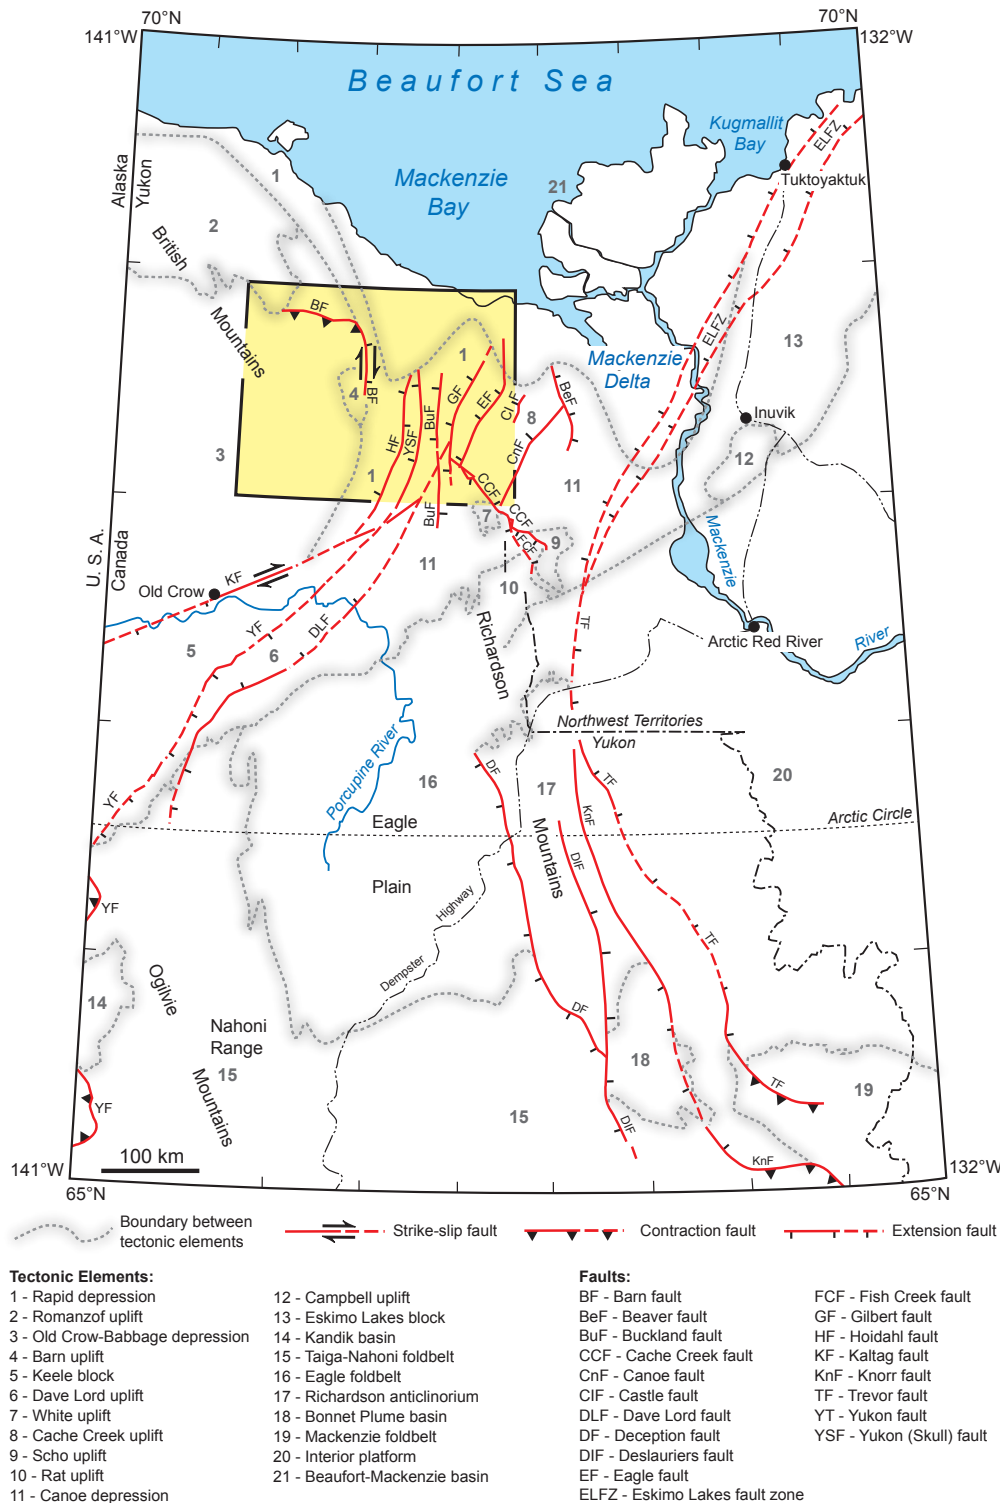 70°N
70°N
141°W
132°W
Beaufort Sea
Kugmallit
Bay
ELFZ
Tuktoyaktuk
Mackenzie
Bay
21
Alaska
Yukon
1
2
British
Mountains
BF
13
ELFZ
Mackenzie
Delta
1
4
BF
GF
EF
BuF
ClF
BeF
8
Inuvik
HF
YSF
CnF
3
12
1
CCF
11
7
BuF
CCF
FCF
9
Mackenzie
U. S. A.
Canada
11
10
KF
Old Crow
YF
DLF
TF
Arctic Red River
River
5
6
Richardson
Northwest Territories
Yukon
Porcupine River
DF
TF
16
17
20
YF
KnF
Eagle
Arctic Circle
Mountains
DIF
Plain
YF
Highway
TF
Dempster
15
Ogilvie
14
DF
Nahoni
Range
18
15
Mountains
TF
19
YF
15
DIF
100 km
KnF
141°W
132°W
65°N
65°N
Boundary between
tectonic elements
Strike-slip fault
Contraction fault
Extension fault
Tectonic Elements:
1 - Rapid depression
2 - Romanzof uplift
3 - Old Crow-Babbage depression
4 - Barn uplift
5 - Keele block
6 - Dave Lord uplift
7 - White uplift
8 - Cache Creek uplift
9 - Scho uplift
10 - Rat uplift
11 - Canoe depression
12 - Campbell uplift
13 - Eskimo Lakes block
14 - Kandik basin
15 - Taiga-Nahoni foldbelt
16 - Eagle foldbelt
17 - Richardson anticlinorium
18 - Bonnet Plume basin
19 - Mackenzie foldbelt
20 - Interior platform
21 - Beaufort-Mackenzie basin
Faults:
BF - Barn fault
BeF - Beaver fault
BuF - Buckland fault
CCF - Cache Creek fault
CnF - Canoe fault
ClF - Castle fault
DLF - Dave Lord fault
DF - Deception fault
DIF - Deslauriers fault
EF - Eagle fault
ELFZ - Eskimo Lakes fault zone
FCF - Fish Creek fault
GF - Gilbert fault
HF - Hoidahl fault
KF - Kaltag fault
KnF - Knorr fault
TF - Trevor fault
YT - Yukon fault
YSF - Yukon (Skull) fault